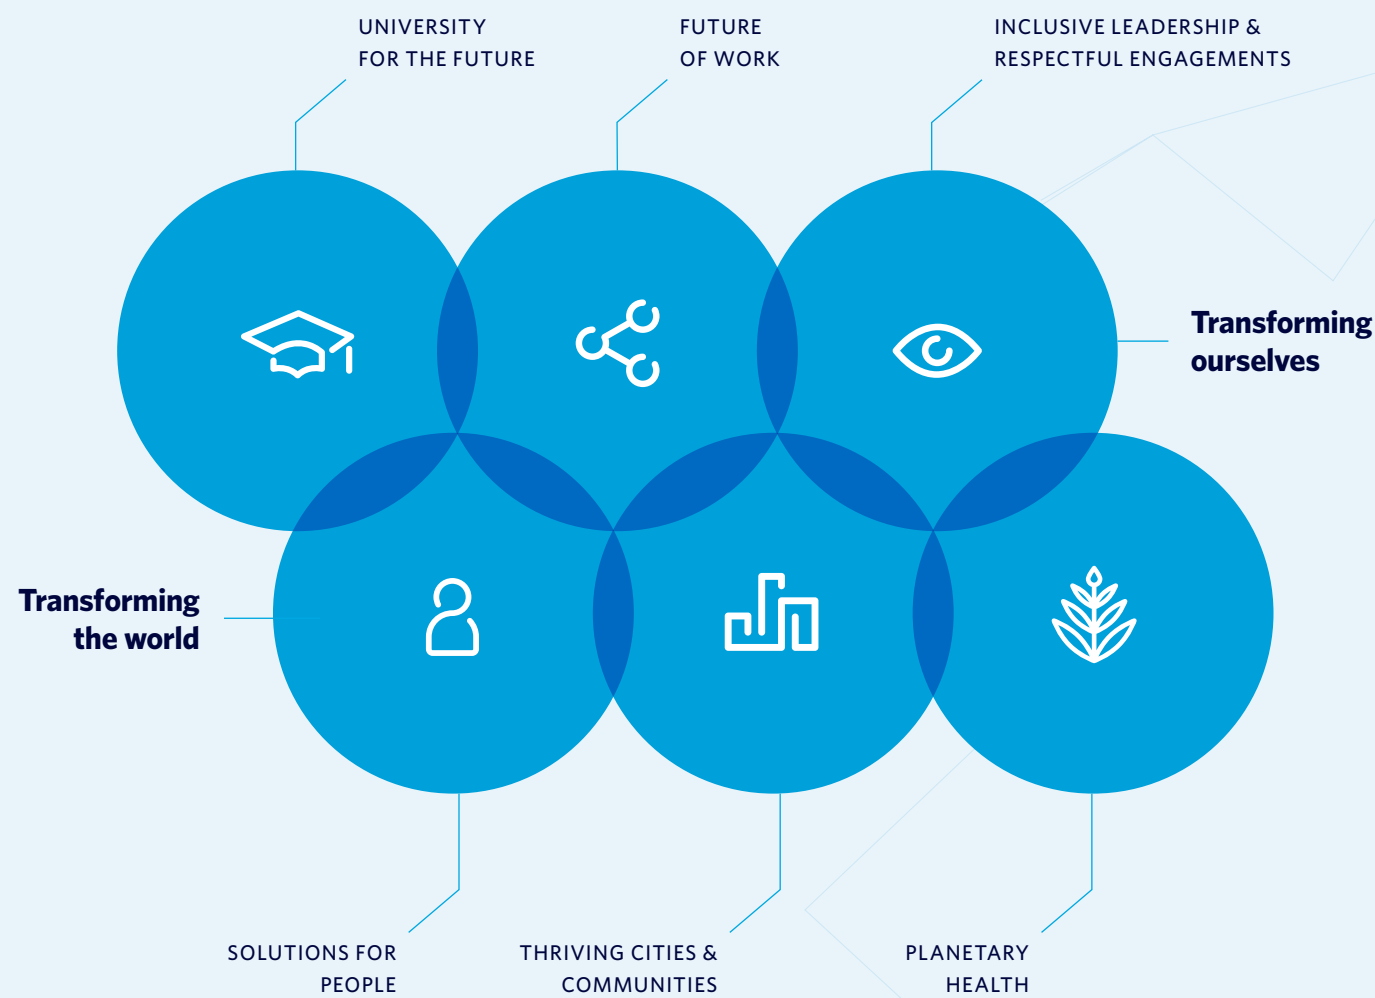 UNIVERSITY
FOR THE FUTURE
FUTURE
OF WORK
INCLUSIVE LEADERSHIP &
RESPECTFUL ENGAGEMENTS
Transforming
ourselves
Transforming
the world
SOLUTIONS FOR
PEOPLE
THRIVING CITIES &
COMMUNITIES
PLANETARY
HEALTH